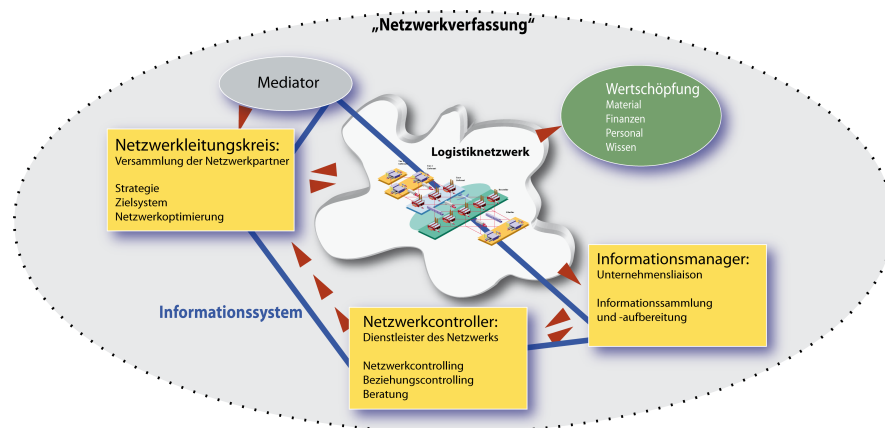 „Netzwerkverfassung“
Mediator
Wertschöpfung
Material
Finanzen
Personal
Wissen
Netzwerkleitungskreis:
Versammlung der Netzwerkpartner
Strategie
Zielsystem
Netzwerkoptimierung
Logistiknetzwerk
Informationsmanager:
Unternehmensliaison
Informationssammlung
und -aufbereitung
Informationssystem
Netzwerkcontroller:
Dienstleister des Netzwerks
Netzwerkcontrolling
Beziehungscontrolling
Beratung